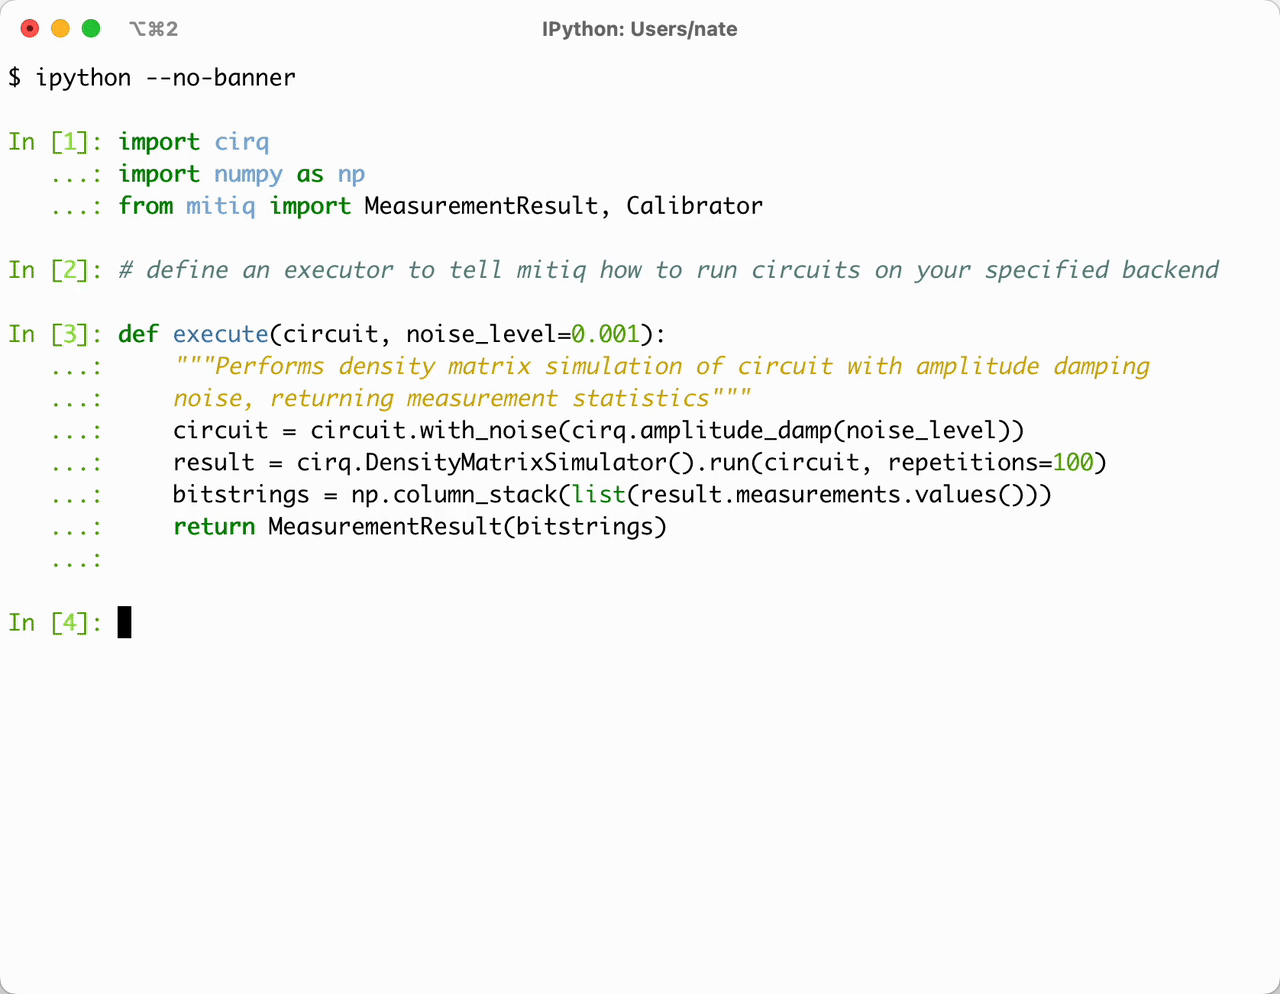 ⌥⌘2
IPython: Users/nate
$ ipython --no-banner
In [1]: import cirq
   ...: import numpy as np
   ...: from mitiq import MeasurementResult, Calibrator
In [2]: # define an executor to tell mitiq how to run circuits on your specified backend
In [3]: def execute(circuit, noise_level=0.001):
   ...:     """Performs density matrix simulation of circuit with amplitude damping
   ...:     noise, returning measurement statistics"""
   ...:     circuit = circuit.with_noise(cirq.amplitude_damp(noise_level))
   ...:     result = cirq.DensityMatrixSimulator().run(circuit, repetitions=100)
   ...:     bitstrings = np.column_stack(list(result.measurements.values()))
   ...:     return MeasurementResult(bitstrings)
   ...:
In [4]: